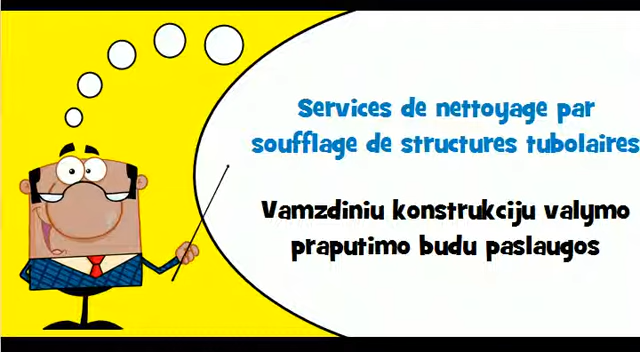 Services de nettoyage par
soufflage de structures tubolaires
Vamzdiniu konstrukciju valymo
praputimo budu paslaugos